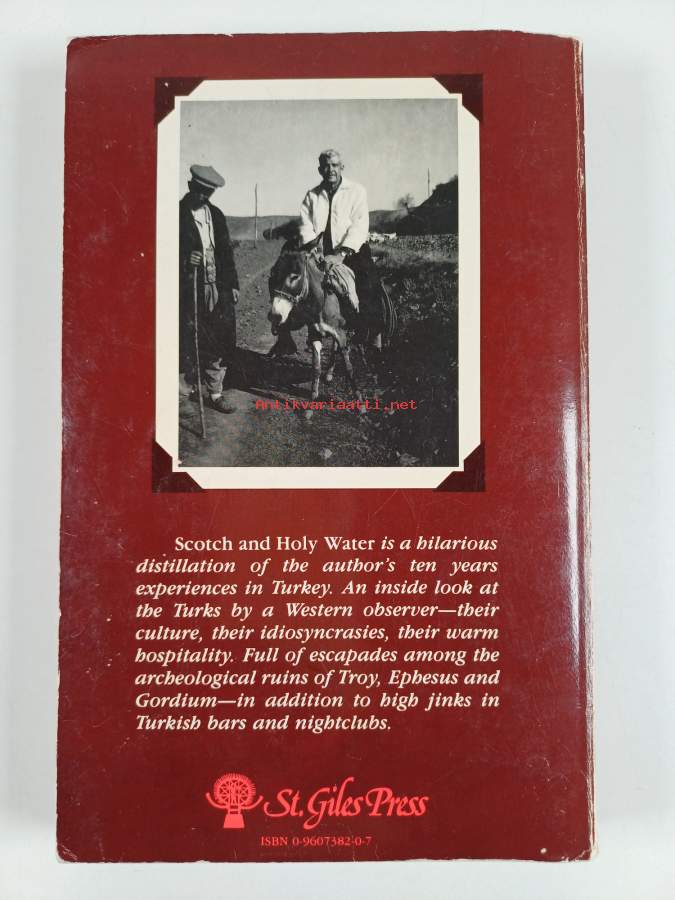 Antikvariaatti.net
Scotch and Holy Water is a hilarious
distillation of the author's ten years
experiences in Turkey. An inside look at
the Turks by a Western observer—their
culture, their idiosyncrasies, their warm
hospitality. Full of escapades among the
archeological ruins of Troy, Ephesus and
Gordium—in addition to high jinks in
Turkish bars and nightclubs.
St. Giles Press
ISBN 0-9607382-0-7